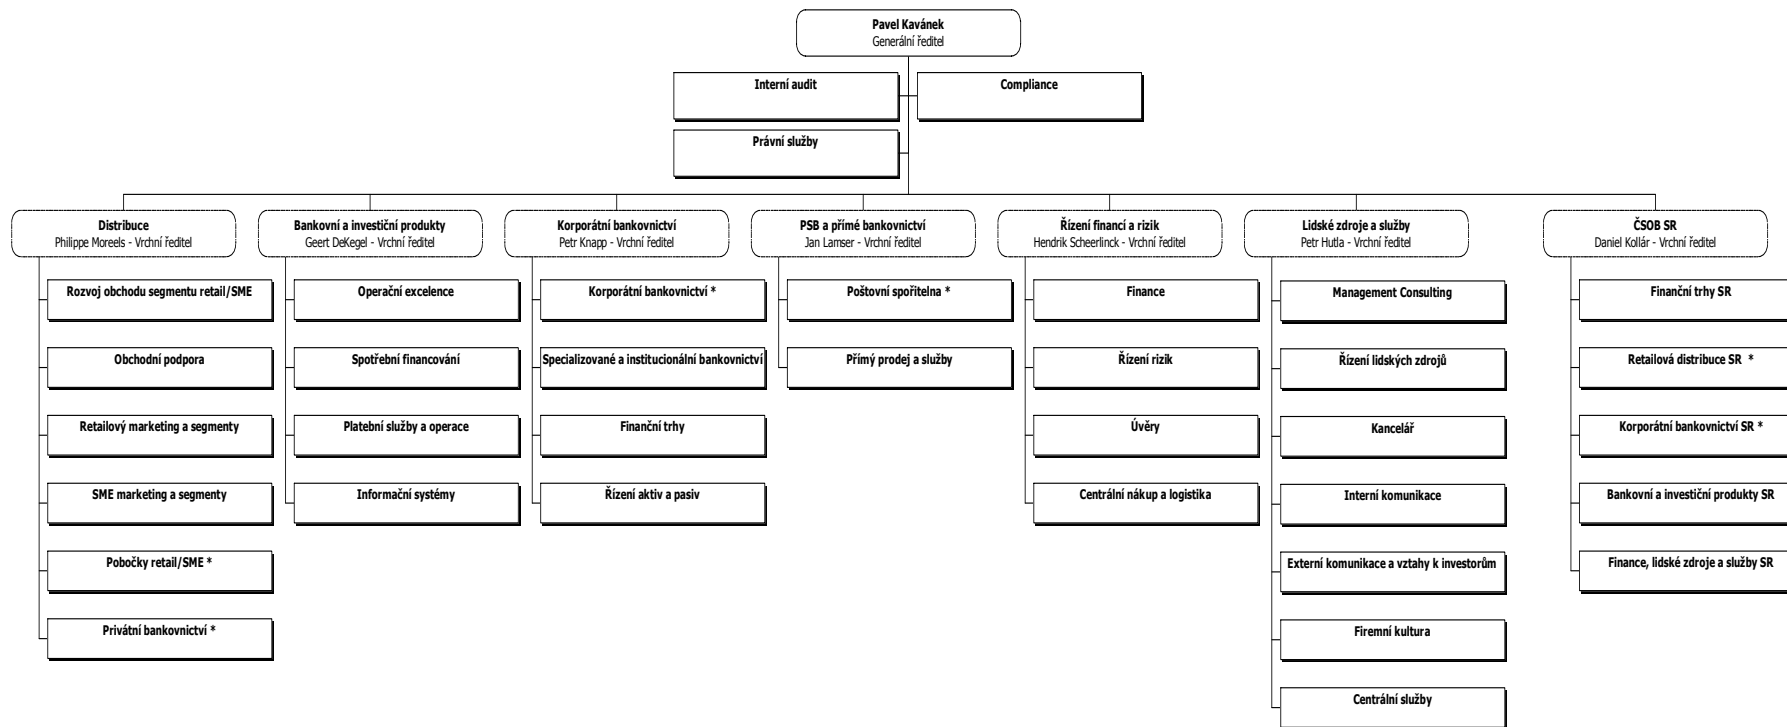 Pavel Kavánek
Generální ředitel
Interní audit
Compliance
Právní služby
Distribuce
Philippe Moreels - Vrchní ředitel
Rozvoj obchodu segmentu retail/SME
Obchodní podpora
Retailový marketing a segmenty
SME marketing a segmenty
Pobočky retail/SME *
Privátní bankovnictví *
Bankovní a investiční produkty
Geert DeKegel - Vrchní ředitel
Operační excelence
Spotřební financování
Platební služby a operace
Informační systémy
Korporátní bankovnictví
Petr Knapp - Vrchní ředitel
Korporátní bankovnictví *
Specializované a institucionální bankovnictví
Finanční trhy
Řízení aktiv a pasiv
PSB a přímé bankovnictví
Jan Lamser - Vrchní ředitel
Poštovní spořitelna *
Přímý prodej a služby
Řízení financí a rizik
Hendrik Scheerlinck - Vrchní ředitel
Finance
Řízení rizik
Úvěry
Centrální nákup a logistika
Lidské zdroje a služby
Petr Hutla - Vrchní ředitel
Management Consulting
Řízení lidských zdrojů
Kancelář
Interní komunikace
Externí komunikace a vztahy k investorům
Firemní kultura
Centrální služby
ČSOB SR
Daniel Kollár - Vrchní ředitel
Finanční trhy SR
Retailová distribuce SR *
Korporátní bankovnictví SR *
Bankovní a investiční produkty SR
Finance, lidské zdroje a služby SR